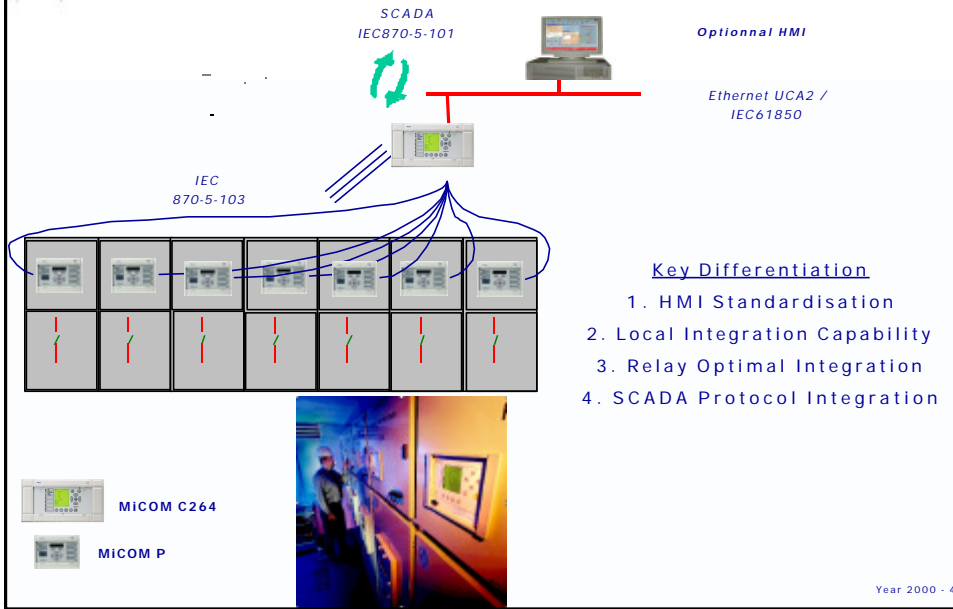 SCADA
IEC870-5-101
Optionnal HMI
Ethernet UCA2 /
IEC61850
IEC
870-5-103
Key Differentiation
1. HMI Standardisation
2. Local Integration Capability
3. Relay Optimal Integration
4. SCADA Protocol Integration
MiCOM C264
MiCOM P
Year 2000 - 4